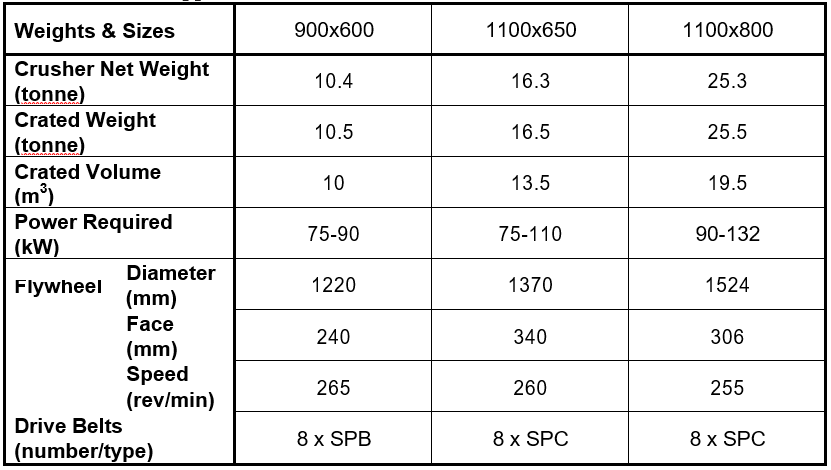 Weights & Sizes 900x600 1100x650 1100x800
Crusher Net Weight
(tonne) 10.4 16.3 25.3
Crated Weight
(tonne) 10.5 16.5 25.5
Crated Volume
(m³) 10 13.5 19.5
Power Required
(kW) 75-90 75-110 90-132
Flywheel Diameter
(mm) 1220 1370 1524
Face
(mm) 240 340 306
Speed
(rev/min) 265 260 255
Drive Belts
(number/type) 8 x SPB 8 x SPC 8 x SPC